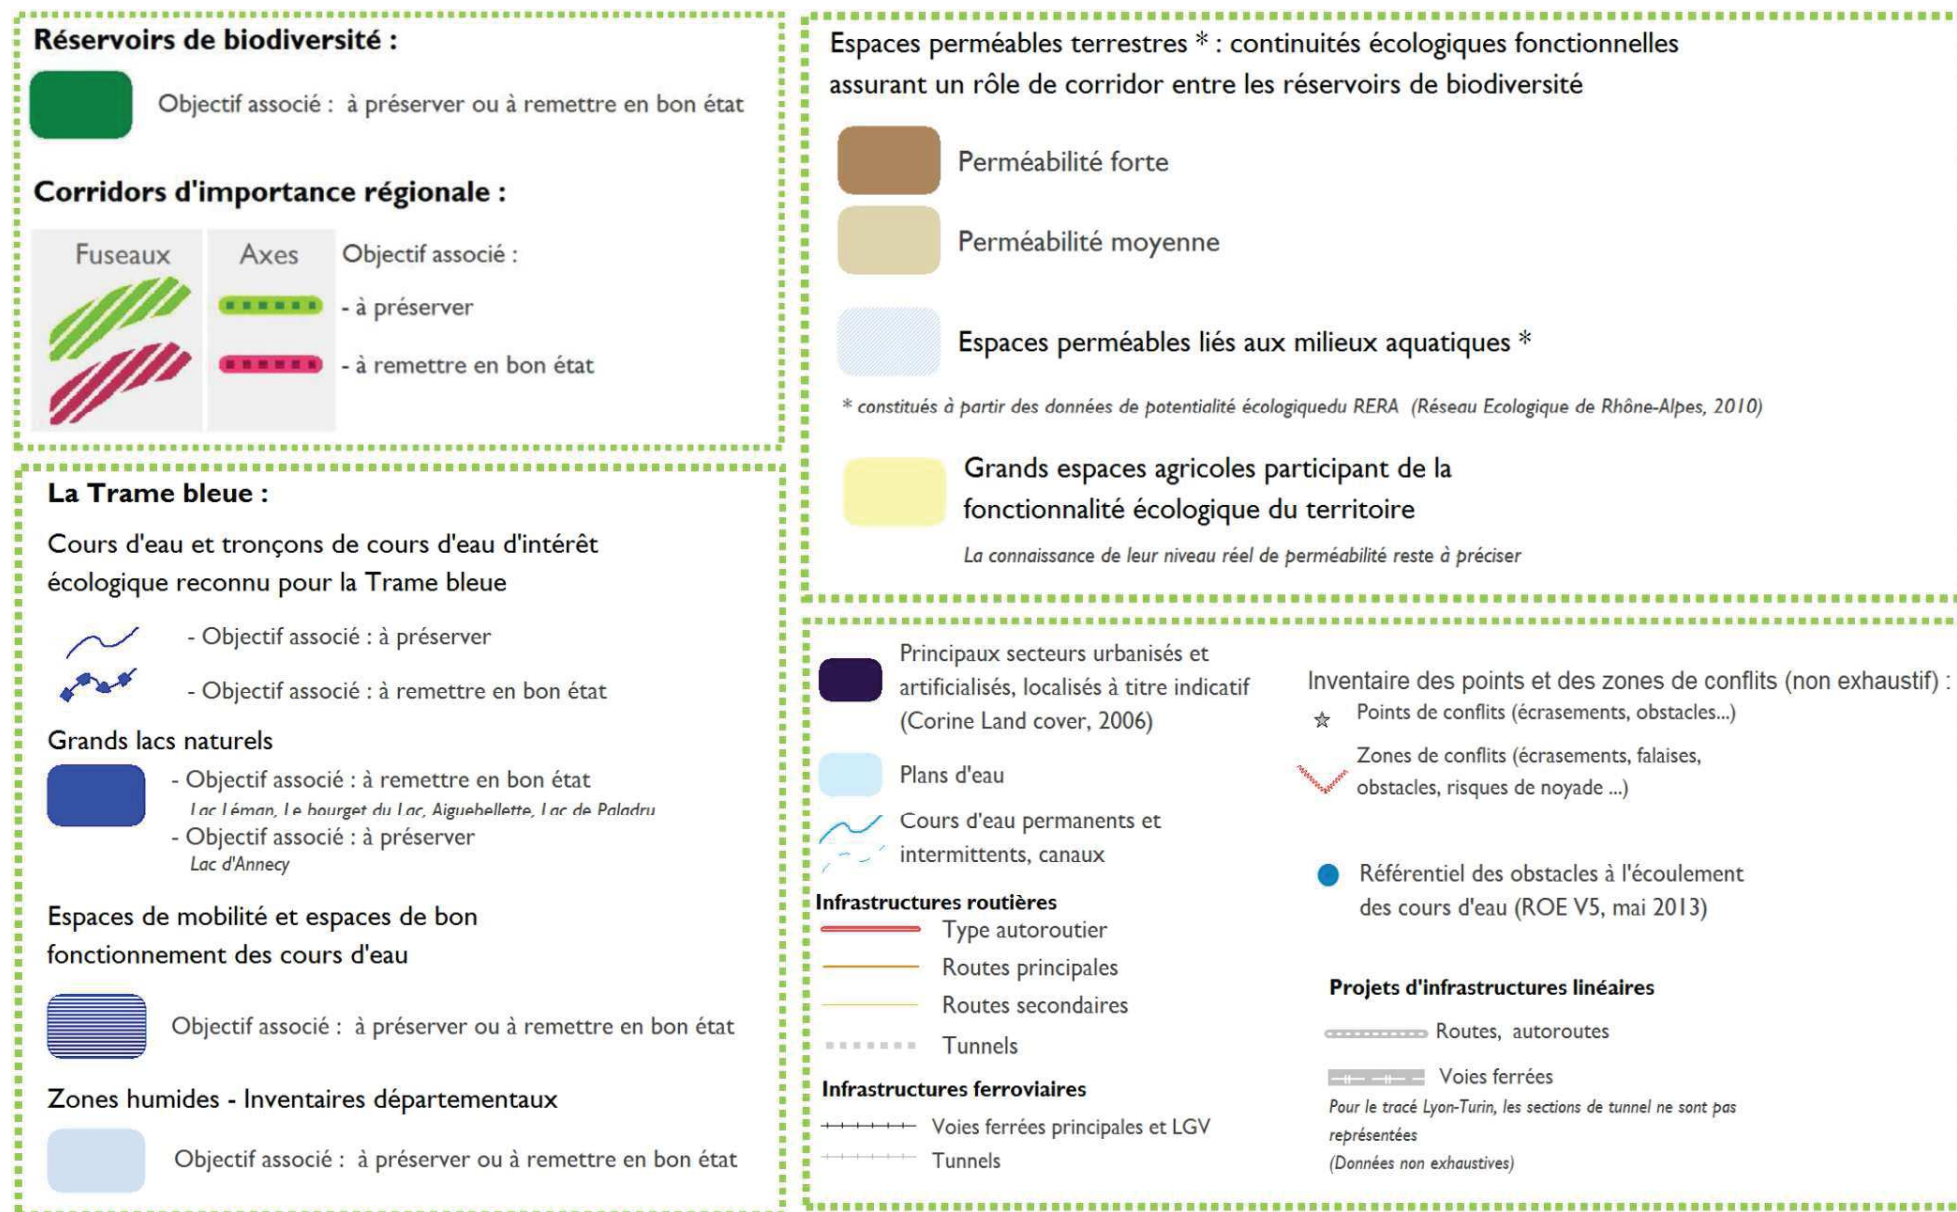 Réservoirs de biodiversité :
Objectif associé : à préserver ou à remettre en bon état
Corridors d'importance régionale :
Fuseaux
Axes
Objectif associé :
- à préserver
- à remettre en bon état
La Trame bleue :
Cours d'eau et tronçons de cours d'eau d'intérêt
écologique reconnu pour la Trame bleue
- Objectif associé : à préserver
- Objectif associé : à remettre en bon état
Grands lacs naturels
- Objectif associé : à remettre en bon état
Lac Léman, Le bourget du Lac, Aiguebellette, Lac de Paladru
- Objectif associé : à préserver
Lac d'Annecy
Espaces de mobilité et espaces de bon
fonctionnement des cours d'eau
Objectif associé : à préserver ou à remettre en bon état
Zones humides - Inventaires départementaux
Objectif associé : à préserver ou à remettre en bon état
Espaces perméables terrestres * : continuités écologiques fonctionnelles
assurant un rôle de corridor entre les réservoirs de biodiversité
Perméabilité forte
Perméabilité moyenne
Espaces perméables liés aux milieux aquatiques *
* constitués à partir des données de potentialité écologiquedu RERA (Réseau Ecologique de Rhône-Alpes, 2010)
Grands espaces agricoles participant de la
fonctionnalité écologique du territoire
La connaissance de leur niveau réel de perméabilité reste à préciser
Principaux secteurs urbanisés et
artificialisés, localisés à titre indicatif
(Corine Land cover, 2006)
Plans d'eau
Cours d'eau permanents et
intermittents, canaux
Infrastructures routières
Type autoroutier
Routes principales
Routes secondaires
Tunnels
Infrastructures ferroviaires
Voies ferrées principales et LGV
Tunnels
Inventaire des points et des zones de conflits (non exhaustif) :
Points de conflits (écrasements, obstacles...)
Zones de conflits (écrasements, falaises,
obstacles, risques de noyade ...)
Référentiel des obstacles à l'écoulement
des cours d'eau (ROE V5, mai 2013)
Projets d'infrastructures linéaires
Routes, autoroutes
Voies ferrées
Pour le tracé Lyon-Turin, les sections de tunnel ne sont pas
représentées
(Données non exhaustives)